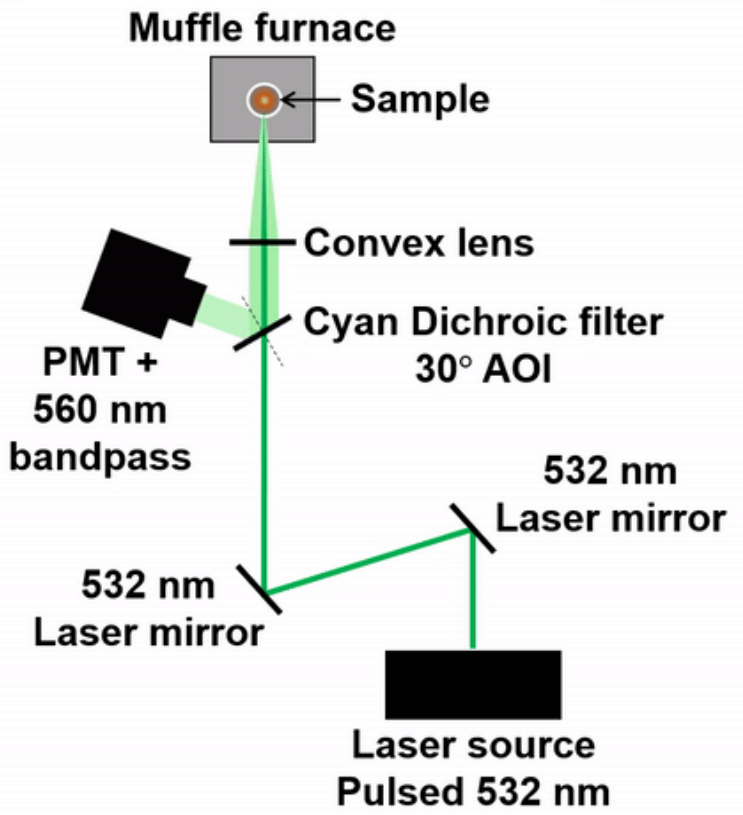 Muffle furnace
Sample
Convex lens
Cyan Dichroic filter
30° AOI
PMT +
560 nm
bandpass
532 nm
Laser mirror
532 nm
Laser mirror
Laser source
Pulsed 532 nm